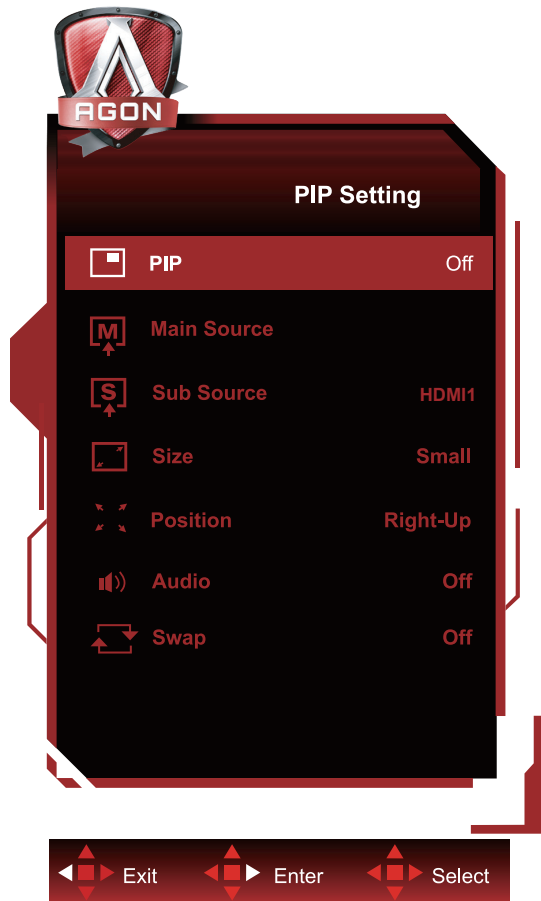 AGON
PIP Setting
PIP Off
M Main Source
S Sub Source HDMI1
Size Small
Position Right-Up
Audio Off
Swap Off
Exit Enter Select